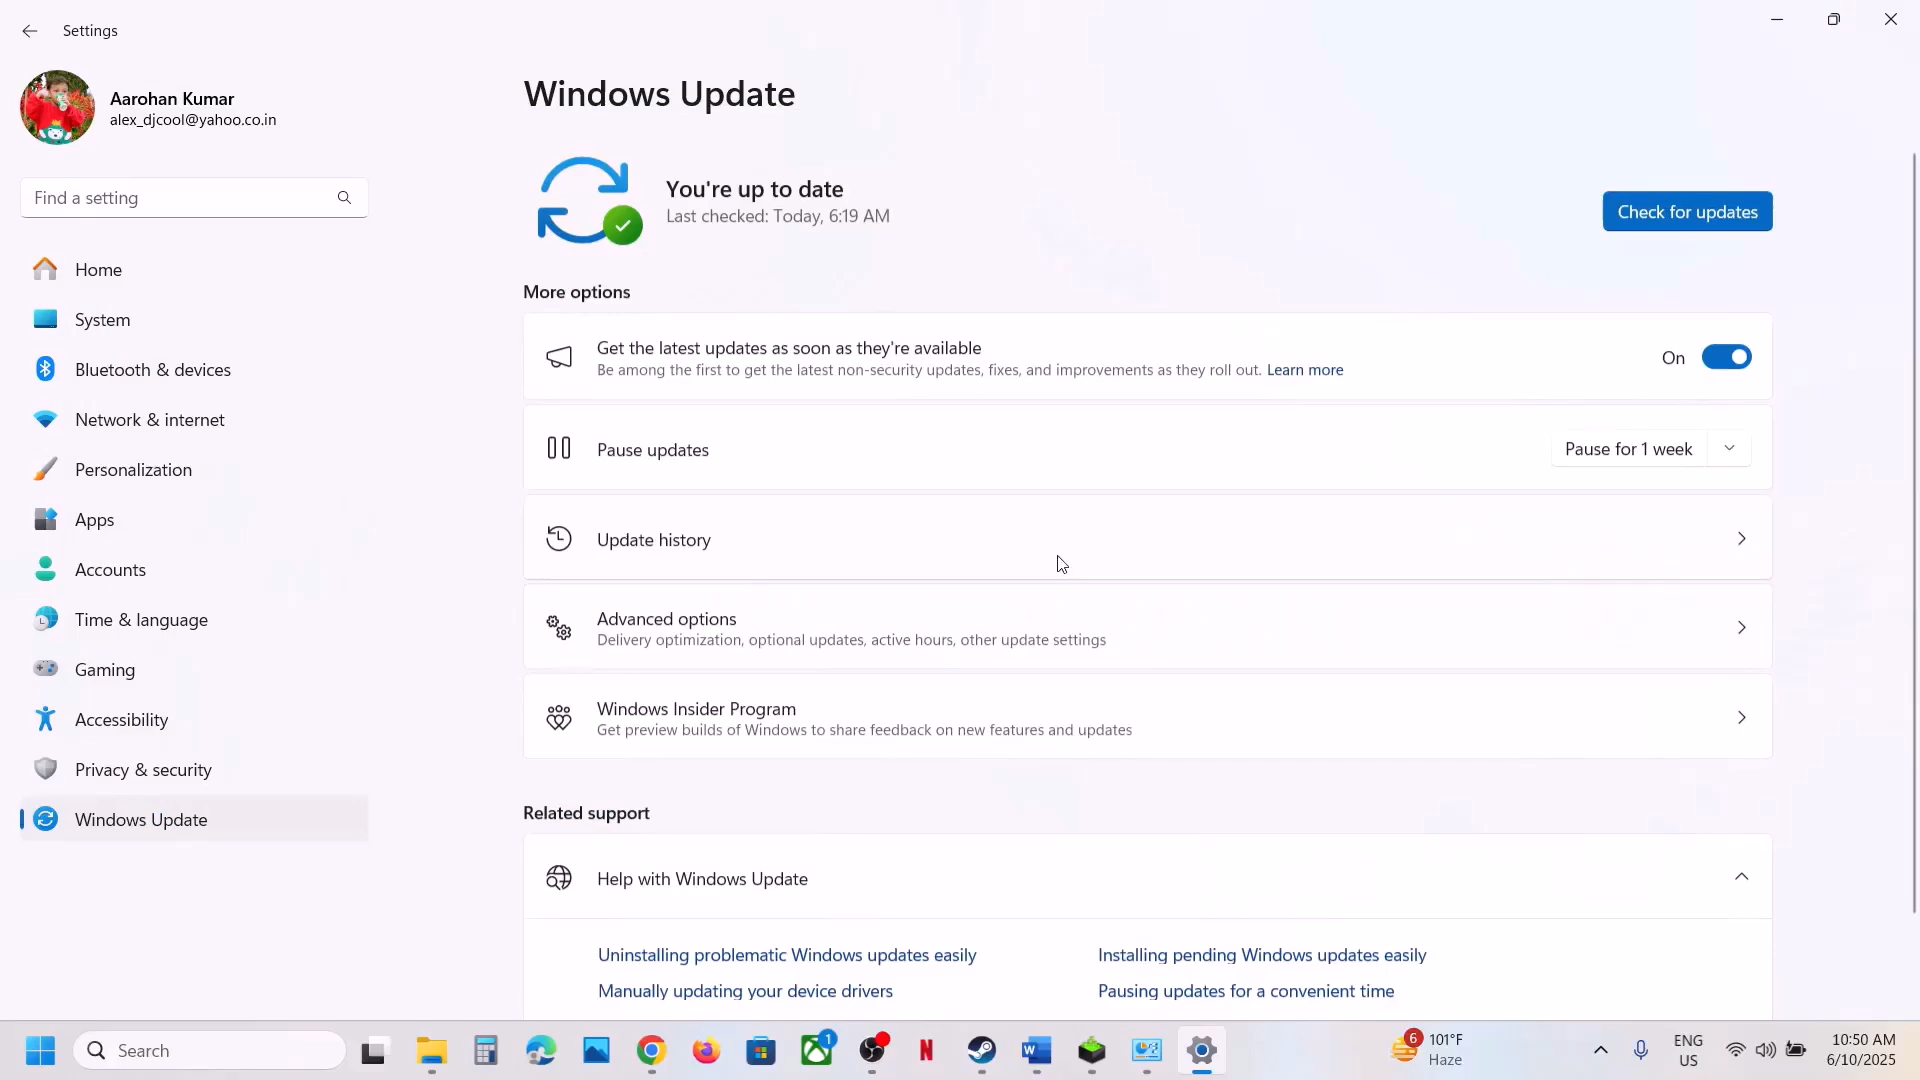 Settings
Aarohan Kumar
alex_djcool@yahoo.co.in
Find a setting
Home
System
Bluetooth & devices
Network & internet
Personalization
Apps
Accounts
Time & language
Gaming
Accessibility
Privacy & security
Windows Update
Windows Update
You're up to date
Last checked: Today, 6:19 AM
Check for updates
More options
Get the latest updates as soon as they're available
Be among the first to get the latest non-security updates, fixes, and improvements as they roll out. Learn more
On
Pause updates
Pause for 1 week
Update history
Advanced options
Delivery optimization, optional updates, active hours, other update settings
Windows Insider Program
Get preview builds of Windows to share feedback on new features and updates
Related support
Help with Windows Update
Uninstalling problematic Windows updates easily
Installing pending Windows updates easily
Manually updating your device drivers
Pausing updates for a convenient time
Search
1
N
W
6
101°F
Haze
ENG
US
10:50 AM
6/10/2025